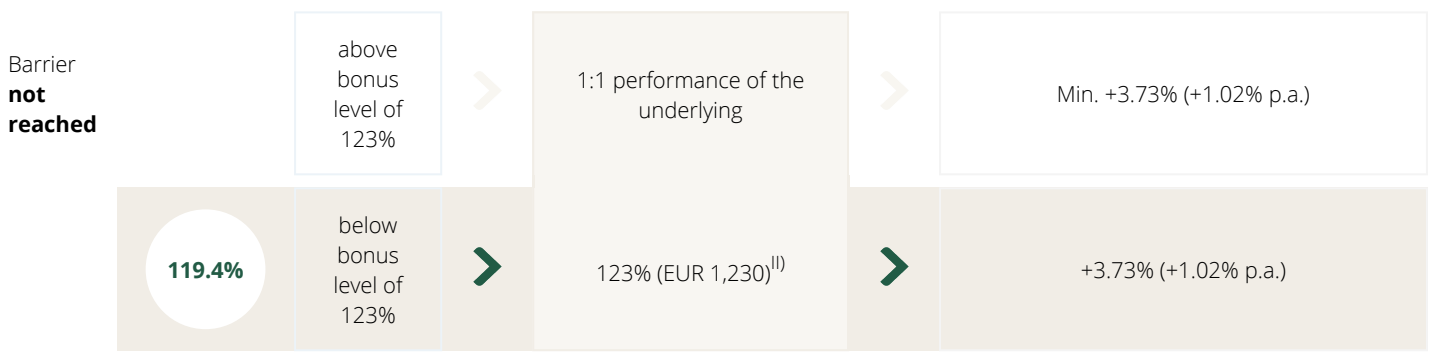 Barrier
not
reached
above
bonus
level of
123%
1:1 performance of the
underlying
Min. +3.73% (+1.02% p.a.)
119.4%
below
bonus
level of
123%
123% (EUR 1,230)II)
+3.73% (+1.02% p.a.)